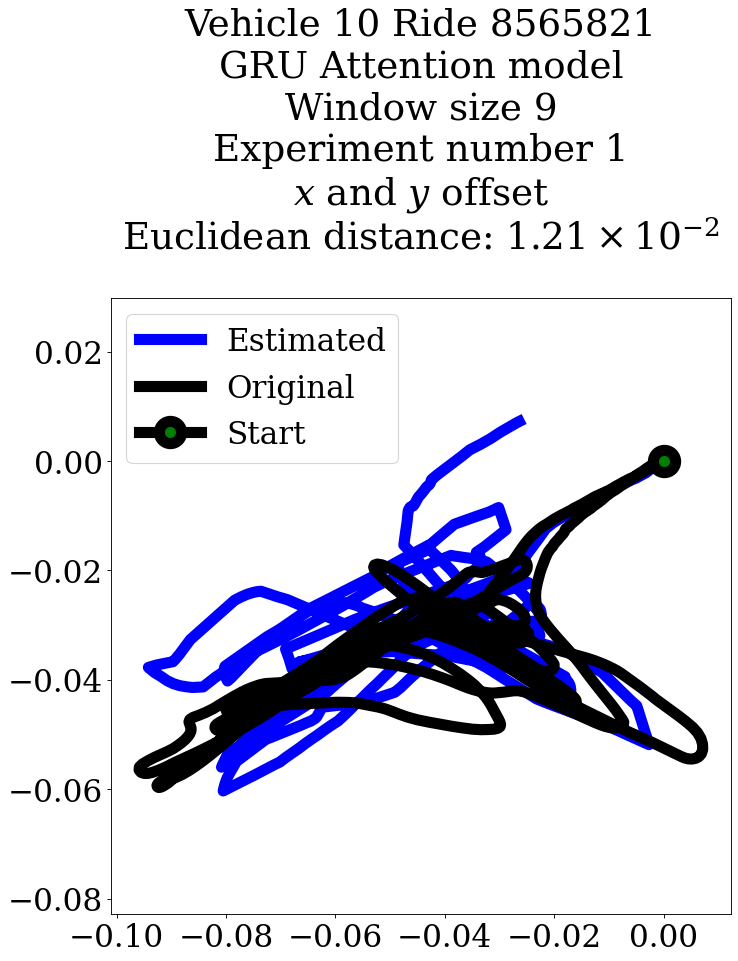 Vehicle 10 Ride 8565821
GRU Attention model
Window size 9
Experiment number 1
x and y offset
Euclidean distance: 1.21 × 10⁻²
Estimated
Original
Start
0.02
0.00
−0.02
−0.04
−0.06
−0.08
−0.10 −0.08 −0.06 −0.04 −0.02 0.00